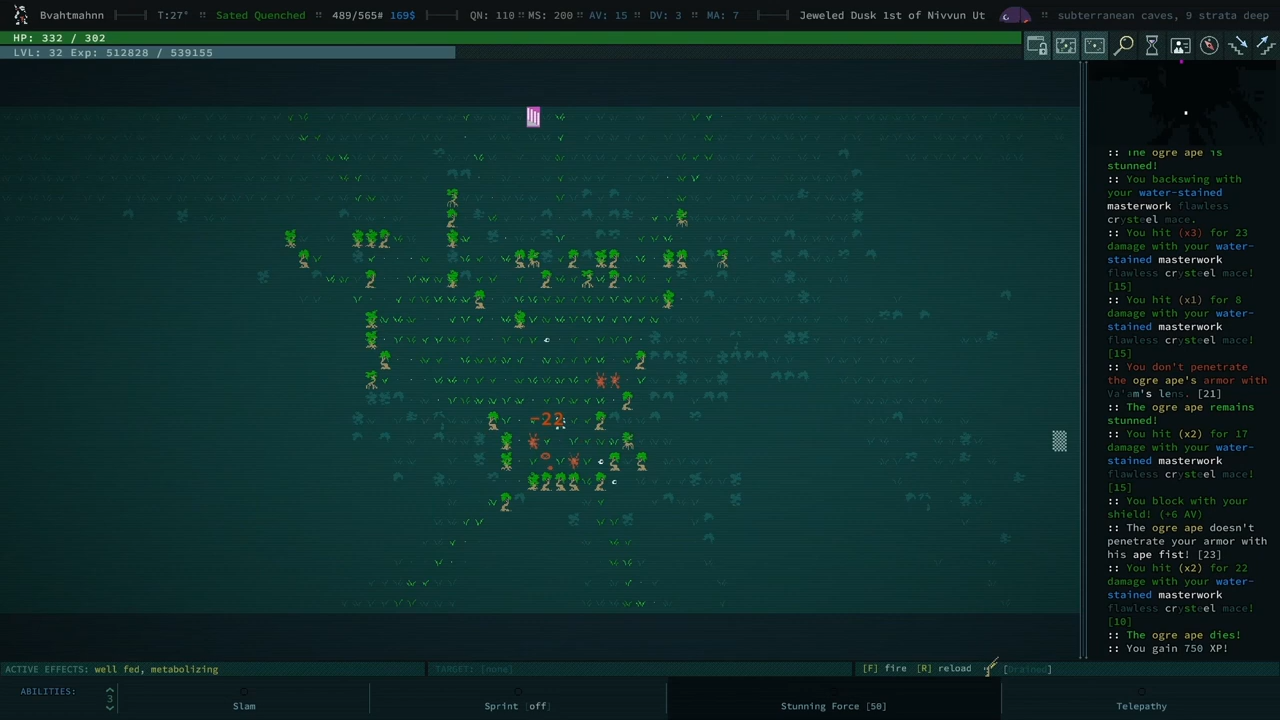 Bvahtmahnn T:27° Sated Quenched 489/565# 169$ QN: 110 MS: 200 AV: 15 DV: 3 MA: 7 Jeweled Dusk 1st of Nivvun Ut subterranean caves, 9 strata deep
HP: 332 / 302
LVL: 32 Exp: 512828 / 539155
:: The ogre ape is
stunned!
:: You backswing with
your water-
stained masterwork flawless
crysteel mace.
:: You hit (x3) for 23
damage with your water-
stained masterwork
flawless crysteel mace!
[15]
:: You hit (x1) for 8
damage with your water-
stained masterwork
flawless crysteel mace!
[15]
:: You don't penetrate
the ogre ape's armor with
Va'am's lens. [21]
:: The ogre ape remains
stunned!
:: You hit (x2) for 17
damage with your water-
stained masterwork
flawless crysteel mace!
[15]
:: You block with your
shield! (+6 AV)
:: The ogre ape doesn't
penetrate your armor with
his ape fist! [23]
:: You hit (x2) for 22
damage with your water-
stained masterwork
flawless crysteel mace!
[10]
:: The ogre ape dies!
:: You gain 750 XP!
-22
ACTIVE EFFECTS: well fed, metabolizing TARGET: [none] [F] fire [R] reload [Drained]
ABILITIES: 3 Slam Sprint [off] Stunning Force [50] Telepathy